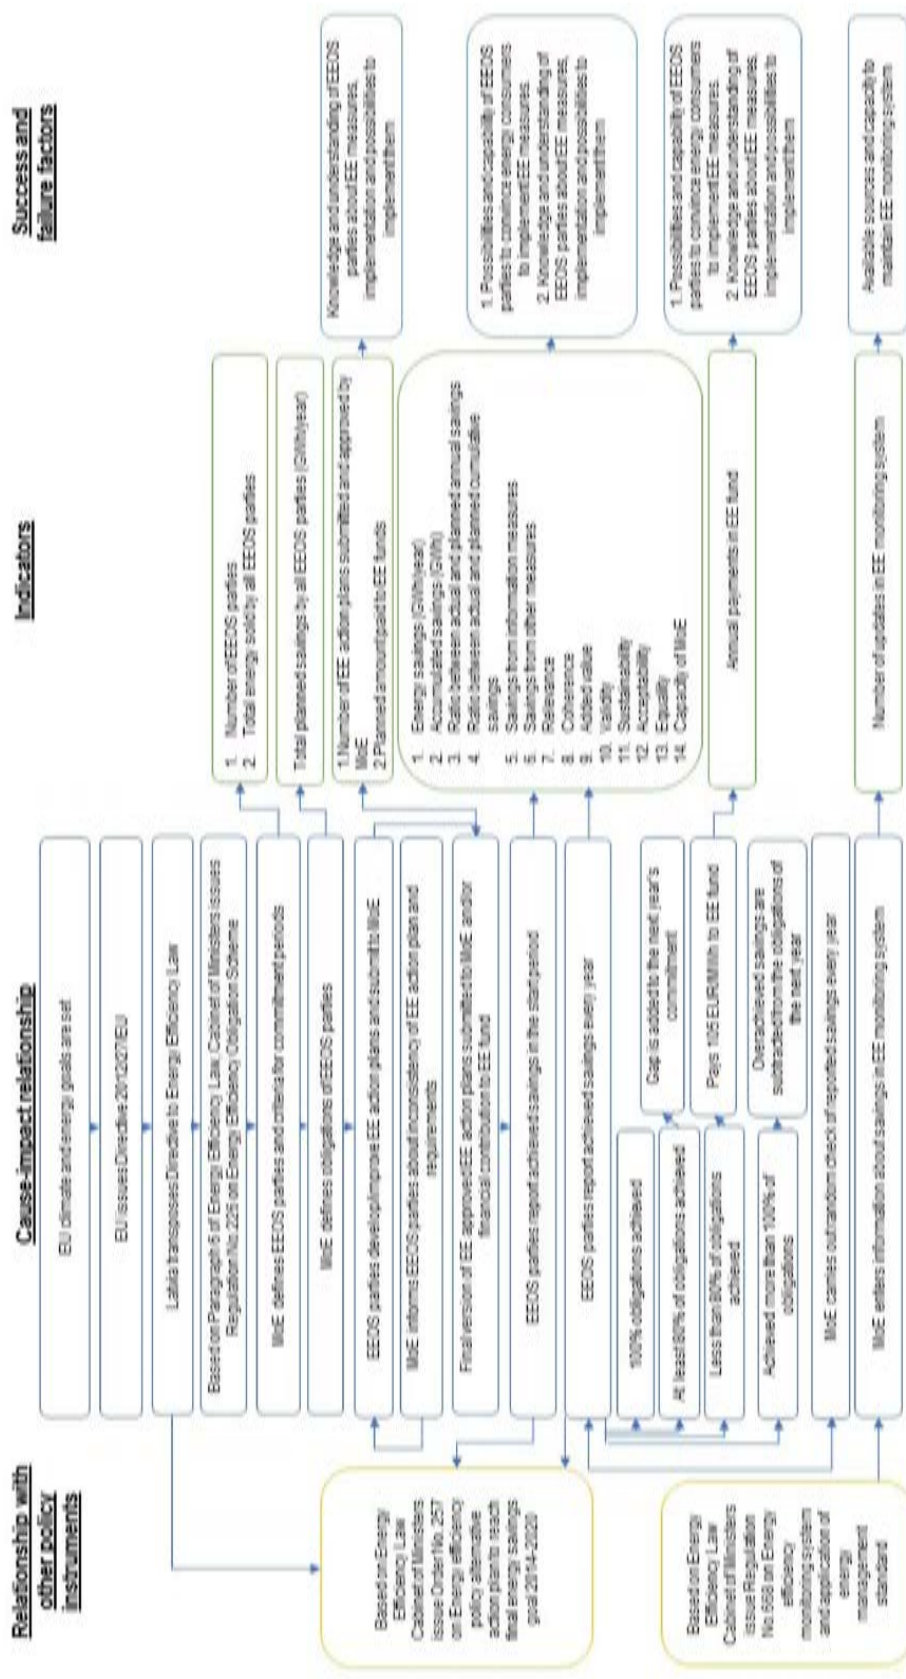 Relationship with
other policy
instruments
Cause-impact relationship
Indicators
Success and
failure factors
Based on Energy
Efficiency Law
Cabinet of Ministers
issue Order No. 257
on Energy efficiency
policy alternative
action plan to reach
final energy savings
goal 2014-2020
Based on Energy
Efficiency Law
Cabinet of Ministers
issue Regulation
No.668 on Energy
efficiency
monitoring system
and application of
energy
management
standard
EU climate and energy goals are set
EU issues Directive 2012/27/EU
Latvia transposes Directive to Energy Efficiency Law
Based on Paragraph 6 of Energy Efficiency Law, Cabinet of Ministers issues
Regulation No.226 on Energy Efficiency Obligation Scheme
MoE defines EEOS parties and criteria for commitment periods
MoE defines obligations of EEOS parties
EEOS parties develop/improve EE action plans and submit to MoE
MoE informs EEOS parties about inconsistency of EE action plan and
requirements
Final version of EE approved EE action plans submitted to MoE and/or
financial contribution to EE fund
EEOS parties report achieved savings in the start period
EEOS parties report achieved savings every year
100% obligations achieved
At least 80% of obligations achieved
Gap is added to the next year's
commitment
Less than 80% of obligations
achieved
Pays 105 EUR/MWh to EE fund
Achieved more than 100% of
obligations
Overachieved savings are
subtracted from the obligations of
the next year
MoE carries out random check of reported savings every year
MoE enters information about savings in EE monitoring system
1. Number of EEOS parties
2. Total energy sold by all EEOS parties
Total planned savings by all EEOS parties (GWh/year)
1.Number of EE action plans submitted and approved by
MoE
2.Planned amount paid to EE funds
1. Energy savings (GWh/year)
2. Accumulated savings (GWh)
3. Ratio between actual and planned annual savings
4. Ratio between actual and planned cumulative
savings
5. Savings from information measures
6. Savings from other measures
7. Relevance
8. Coherence
9. Added value
10. Validity
11. Sustainability
12. Acceptability
13. Equality
14. Capacity of MoE
Annual payments in EE fund
Number of updates in EE monitoring system
Knowledge and understanding of EEOS
parties about EE measures,
implementation and possibilities to
implement them
1. Possibilities and capability of EEOS
parties to convince energy consumers
to implement EE measures.
2. Knowledge and understanding of
EEOS parties about EE measures,
implementation and possibilities to
implement them
1. Possibilities and capability of EEOS
parties to convince energy consumers
to implement EE measures.
2. Knowledge and understanding of
EEOS parties about EE measures,
implementation and possibilities to
implement them
Available sources and capacity to
maintain EE monitoring system